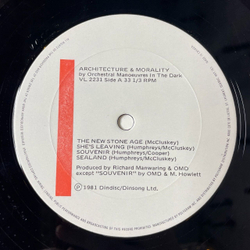 ARCHITECTURE & MORALITY
by Orchestral Manoeuvres In The Dark
VL 2231 Side A 33 1/3 RPM
THE NEW STONE AGE (McCluskey)
SHE'S LEAVING (Humphreys/McCluskey)
SOUVENIR (Humphreys/Cooper)
SEALAND (Humphreys/McCluskey)
Produced by Richard Manwaring & OMD
except "SOUVENIR" by OMD & M. Howlett
℗ 1981 Dindisc/Dinsong Ltd.